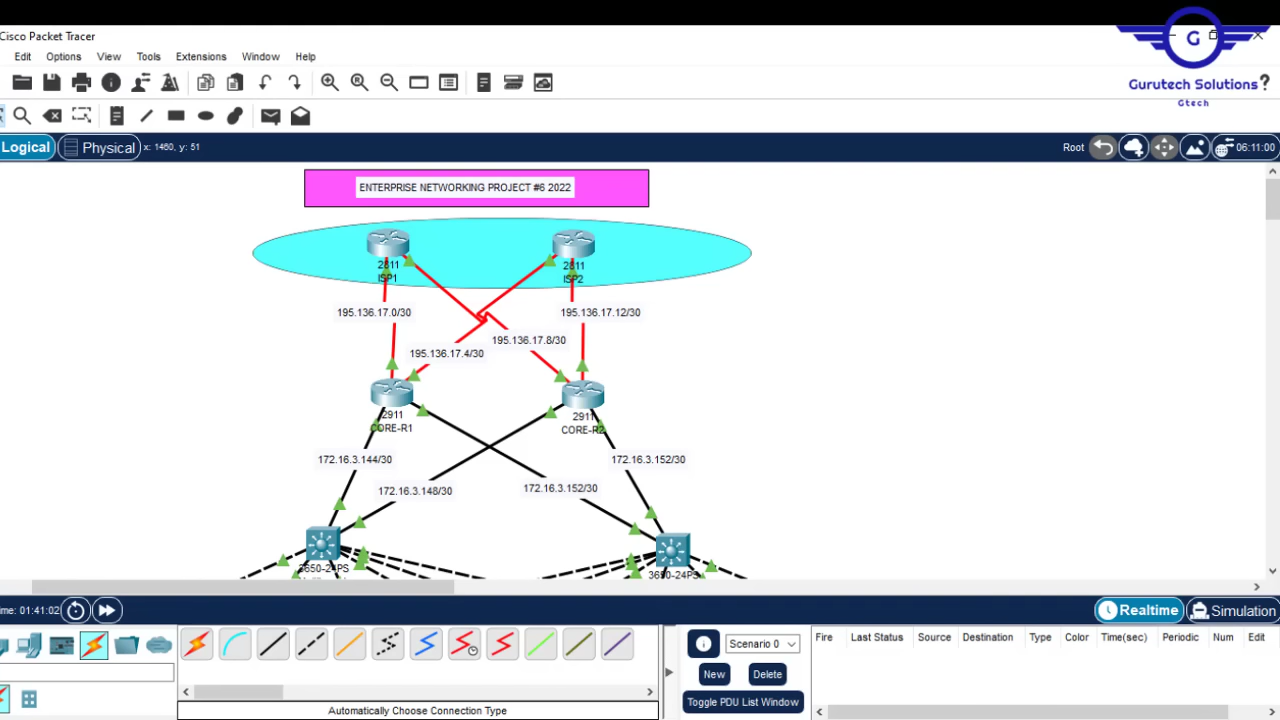 Cisco Packet Tracer
G
Gurutech Solutions
Gtech
?
Edit Options View Tools Extensions Window Help
Logical Physical x: 1460, y: 51
Root 06:11:00
ENTERPRISE NETWORKING PROJECT #6 2022
2811 2811
ISP1 ISP2
195.136.17.0/30 195.136.17.12/30
195.136.17.8/30
195.136.17.4/30
2911 2911
CORE-R1 CORE-R2
172.16.3.144/30 172.16.3.152/30
172.16.3.148/30 172.16.3.152/30
3650-24PS 3650-24PS
ime: 01:41:02 Realtime Simulation
Scenario 0
Fire Last Status Source Destination Type Color Time(sec) Periodic Num Edit
New Delete
Toggle PDU List Window
Automatically Choose Connection Type